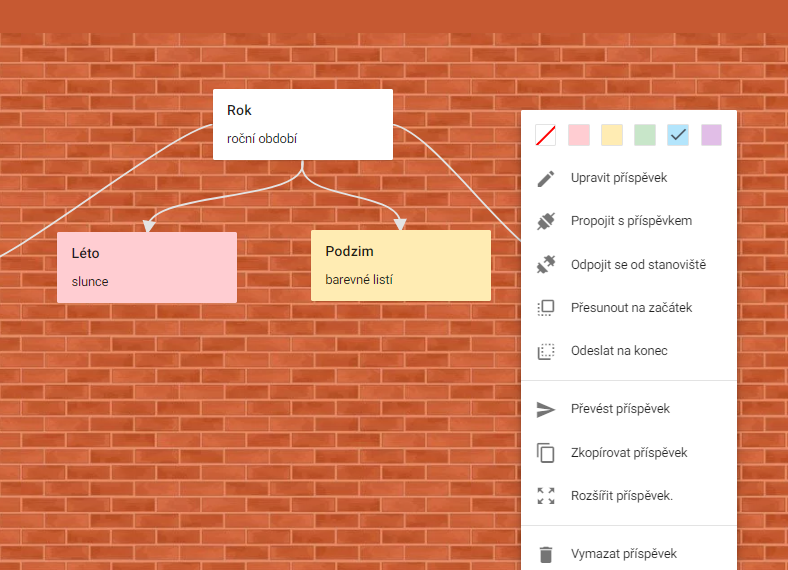 Rok
roční období
Léto
slunce
Podzim
barevné listí
Upravit příspěvek
Propojit s příspěvkem
Odpojit se od stanoviště
Přesunout na začátek
Odeslat na konec
Převést příspěvek
Zkopírovat příspěvek
Rozšířit příspěvek.
Vymazat příspěvek